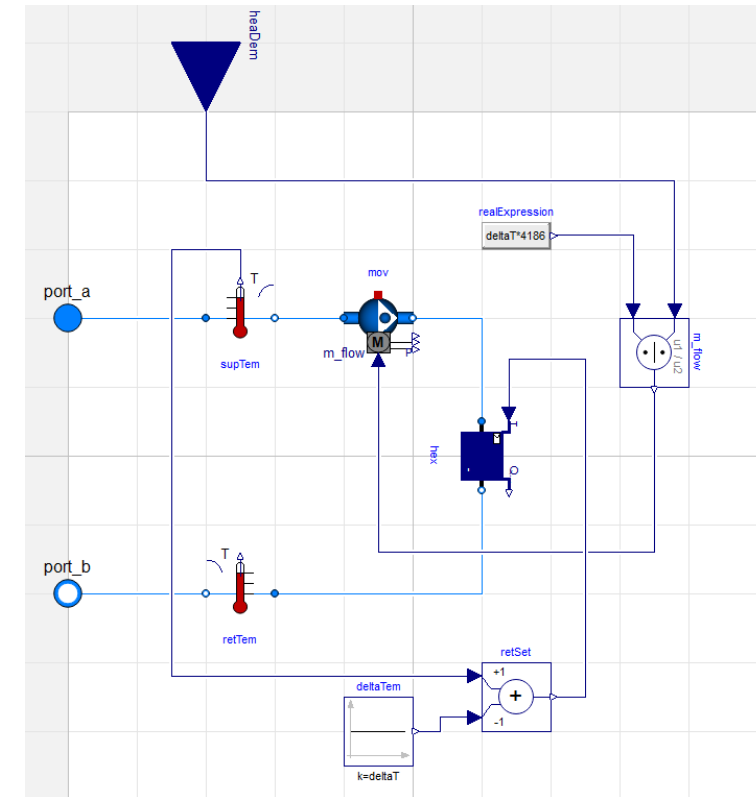 heaDem
realExpression
deltaT*4186
mov
port_a
T
supTem
m_flow
M
P
m_flow
u1 / u2
T
hex
Q
port_b
T
retTem
retSet
+1
+
-1
deltaTem
k=deltaT